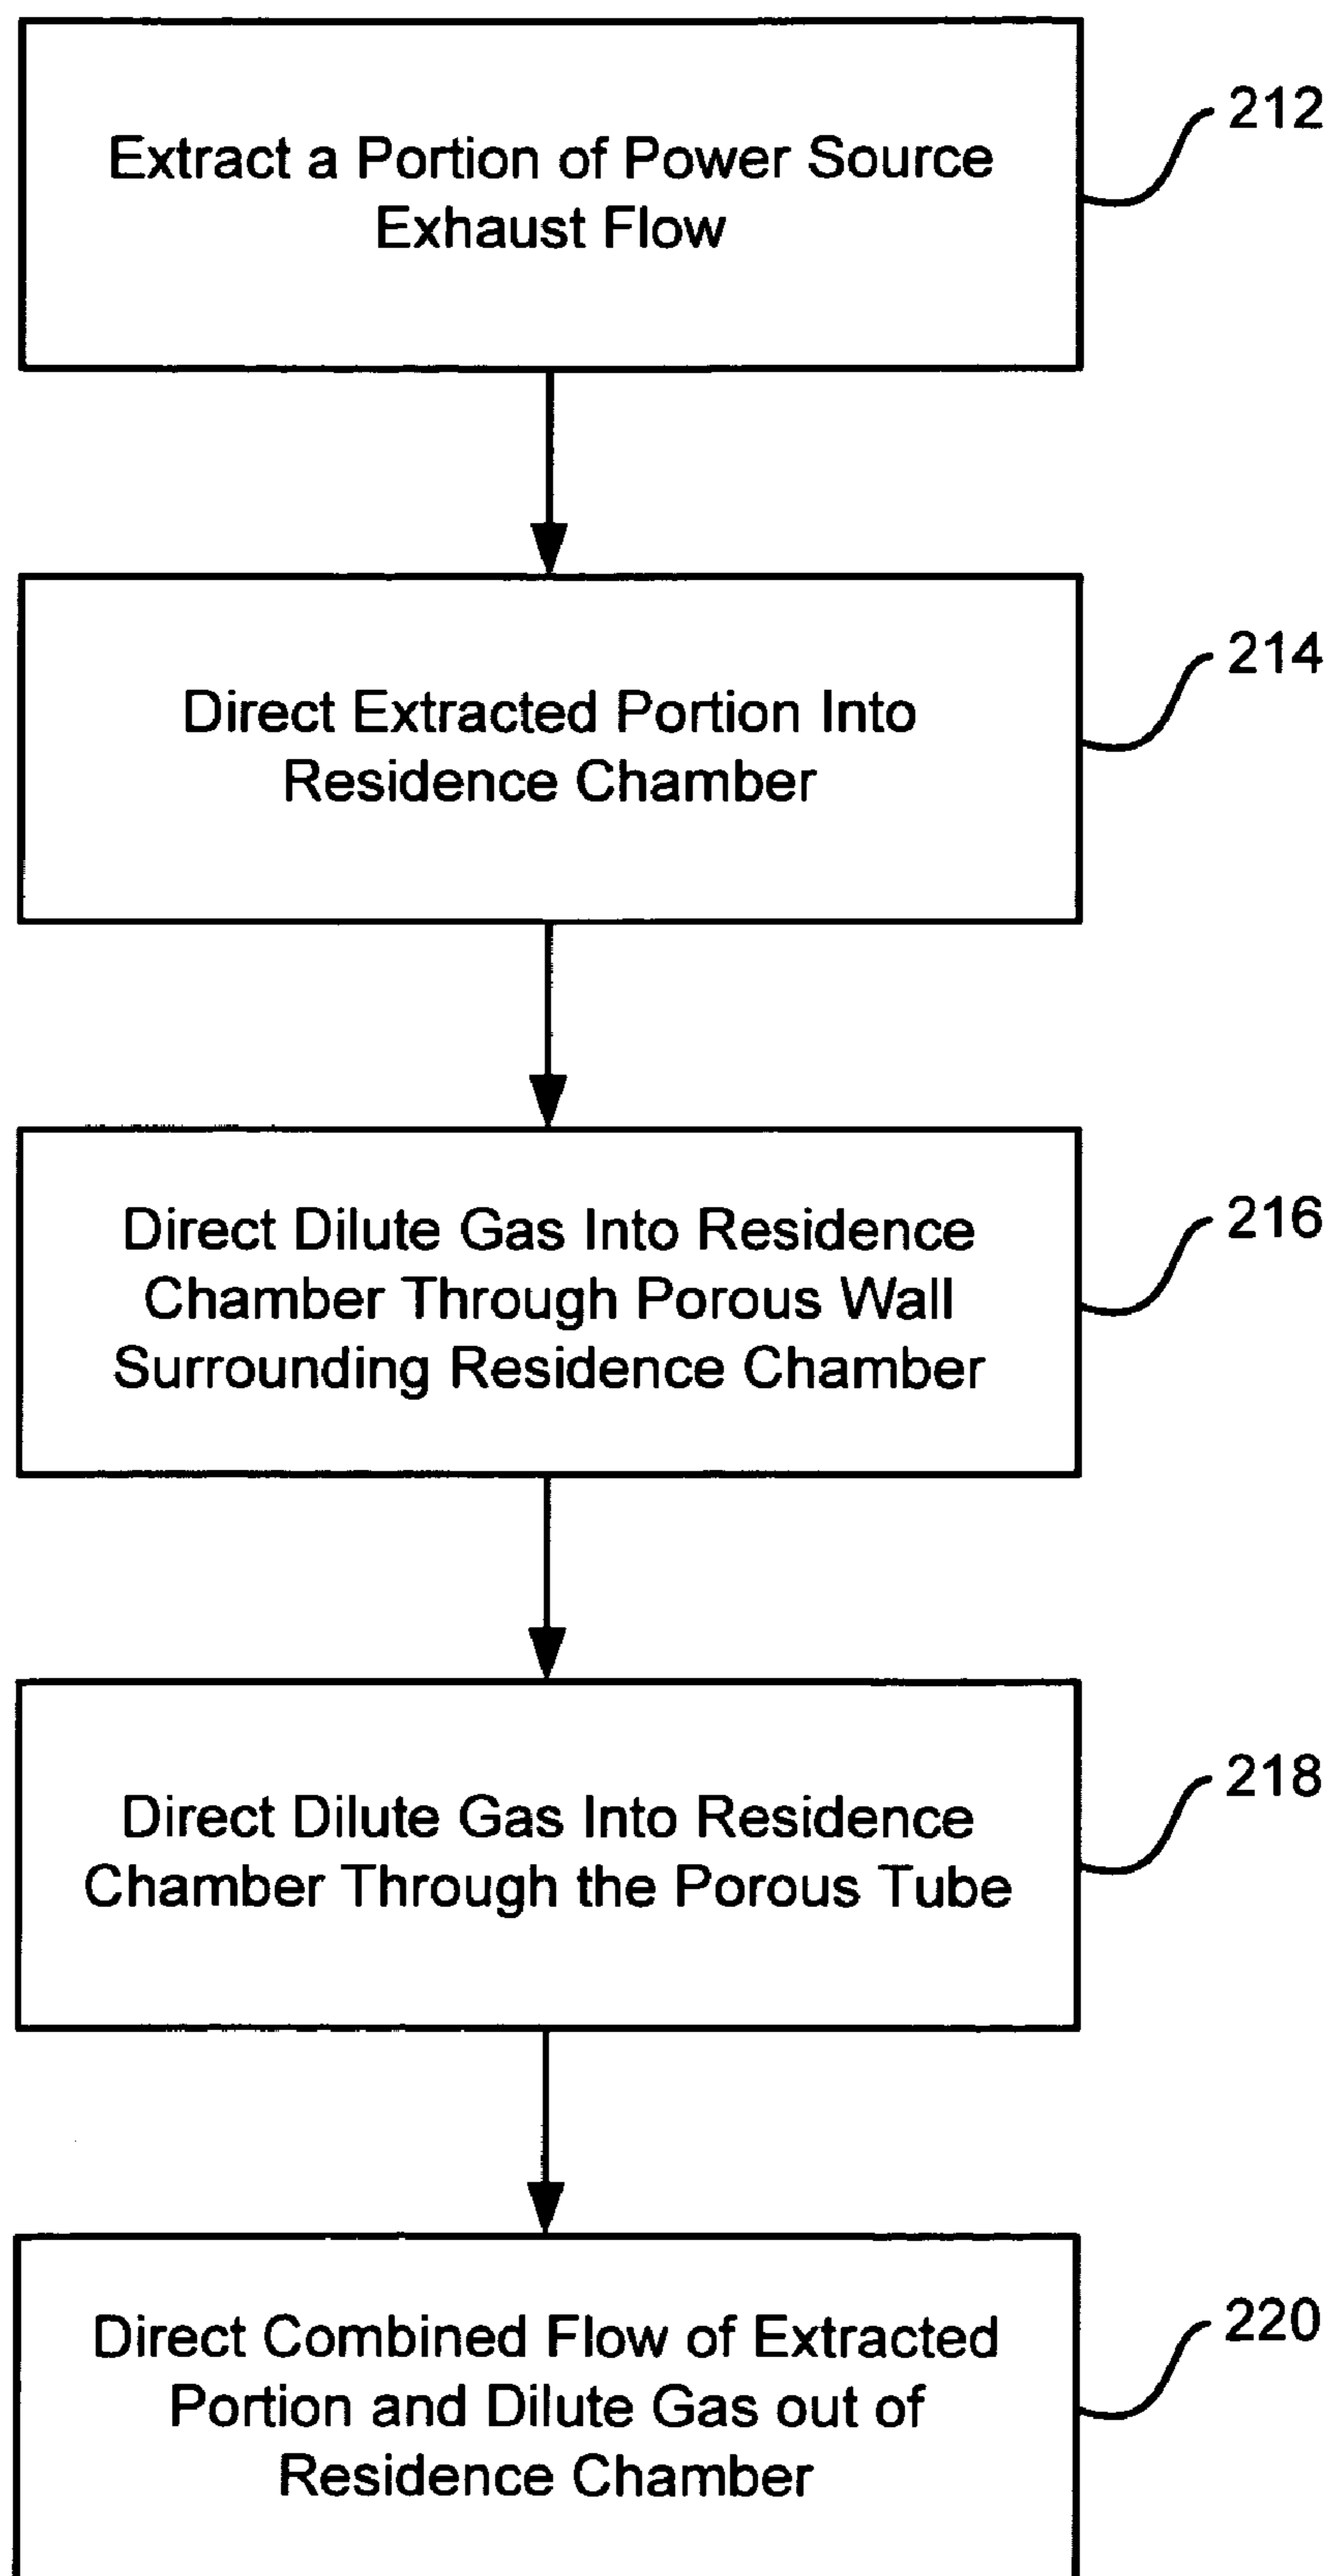 Extract a Portion of Power Source
Exhaust Flow
212
Direct Extracted Portion Into
Residence Chamber
214
Direct Dilute Gas Into Residence
Chamber Through Porous Wall
Surrounding Residence Chamber
216
Direct Dilute Gas Into Residence
Chamber Through the Porous Tube
218
Direct Combined Flow of Extracted
Portion and Dilute Gas out of
Residence Chamber
220